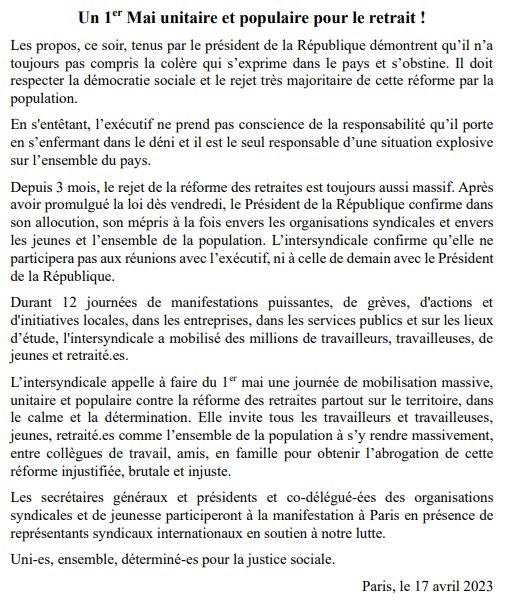 Un 1er Mai unitaire et populaire pour le retrait !
Les propos, ce soir, tenus par le président de la République démontrent qu’il n’a
toujours pas compris la colère qui s’exprime dans le pays et s’obstine. Il doit
respecter la démocratie sociale et le rejet très majoritaire de cette réforme par la
population.
En s'entêtant, l’exécutif ne prend pas conscience de la responsabilité qu’il porte
en s’enfermant dans le déni et il est le seul responsable d’une situation explosive
sur l’ensemble du pays.
Depuis 3 mois, le rejet de la réforme des retraites est toujours aussi massif. Après
avoir promulgué la loi dès vendredi, le Président de la République confirme dans
son allocution, son mépris à la fois envers les organisations syndicales et envers
les jeunes et l’ensemble de la population. L’intersyndicale confirme qu’elle ne
participera pas aux réunions avec l’exécutif, ni à celle de demain avec le Président
de la République.
Durant 12 journées de manifestations puissantes, de grèves, d'actions et
d'initiatives locales, dans les entreprises, dans les services publics et sur les lieux
d’étude, l'intersyndicale a mobilisé des millions de travailleurs, travailleuses, de
jeunes et retraité.es.
L’intersyndicale appelle à faire du 1er mai une journée de mobilisation massive,
unitaire et populaire contre la réforme des retraites partout sur le territoire, dans
le calme et la détermination. Elle invite tous les travailleurs et travailleuses,
jeunes, retraité.es comme l’ensemble de la population à s’y rendre massivement,
entre collègues de travail, amis, en famille pour obtenir l’abrogation de cette
réforme injustifiée, brutale et injuste.
Les secrétaires généraux et présidents et co-délégué-ées des organisations
syndicales et de jeunesse participeront à la manifestation à Paris en présence de
représentants syndicaux internationaux en soutien à notre lutte.
Uni-es, ensemble, déterminé-es pour la justice sociale.
Paris, le 17 avril 2023